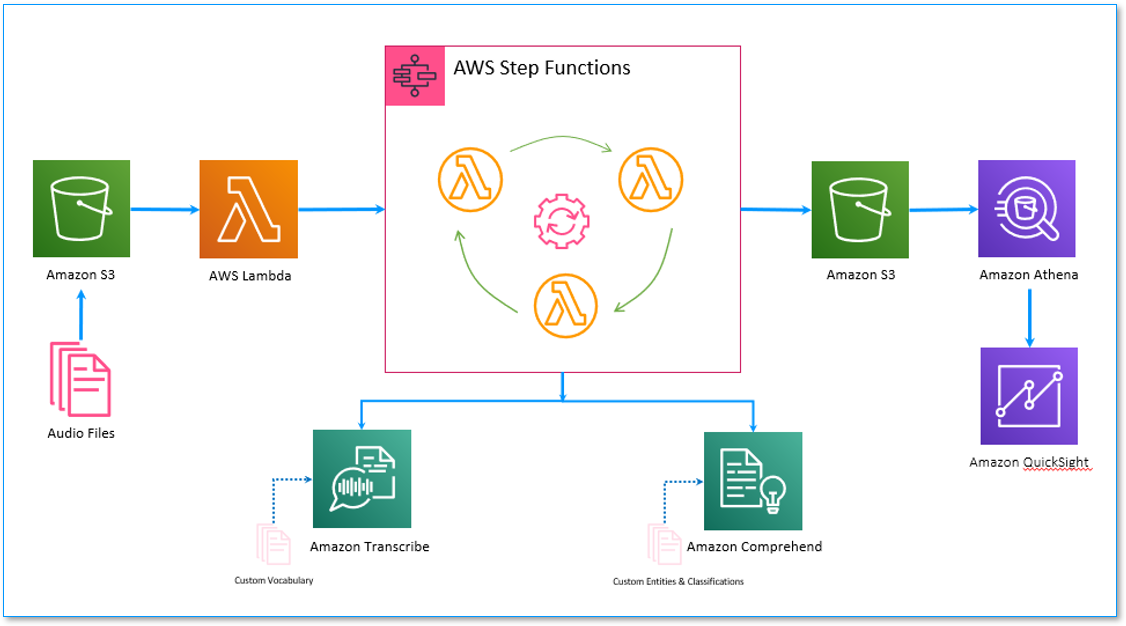 AWS Step Functions
Amazon S3
AWS Lambda
Amazon S3
Amazon Athena
Audio Files
Amazon QuickSight
Amazon Transcribe
Amazon Comprehend
Custom Vocabulary
Custom Entities & Classifications